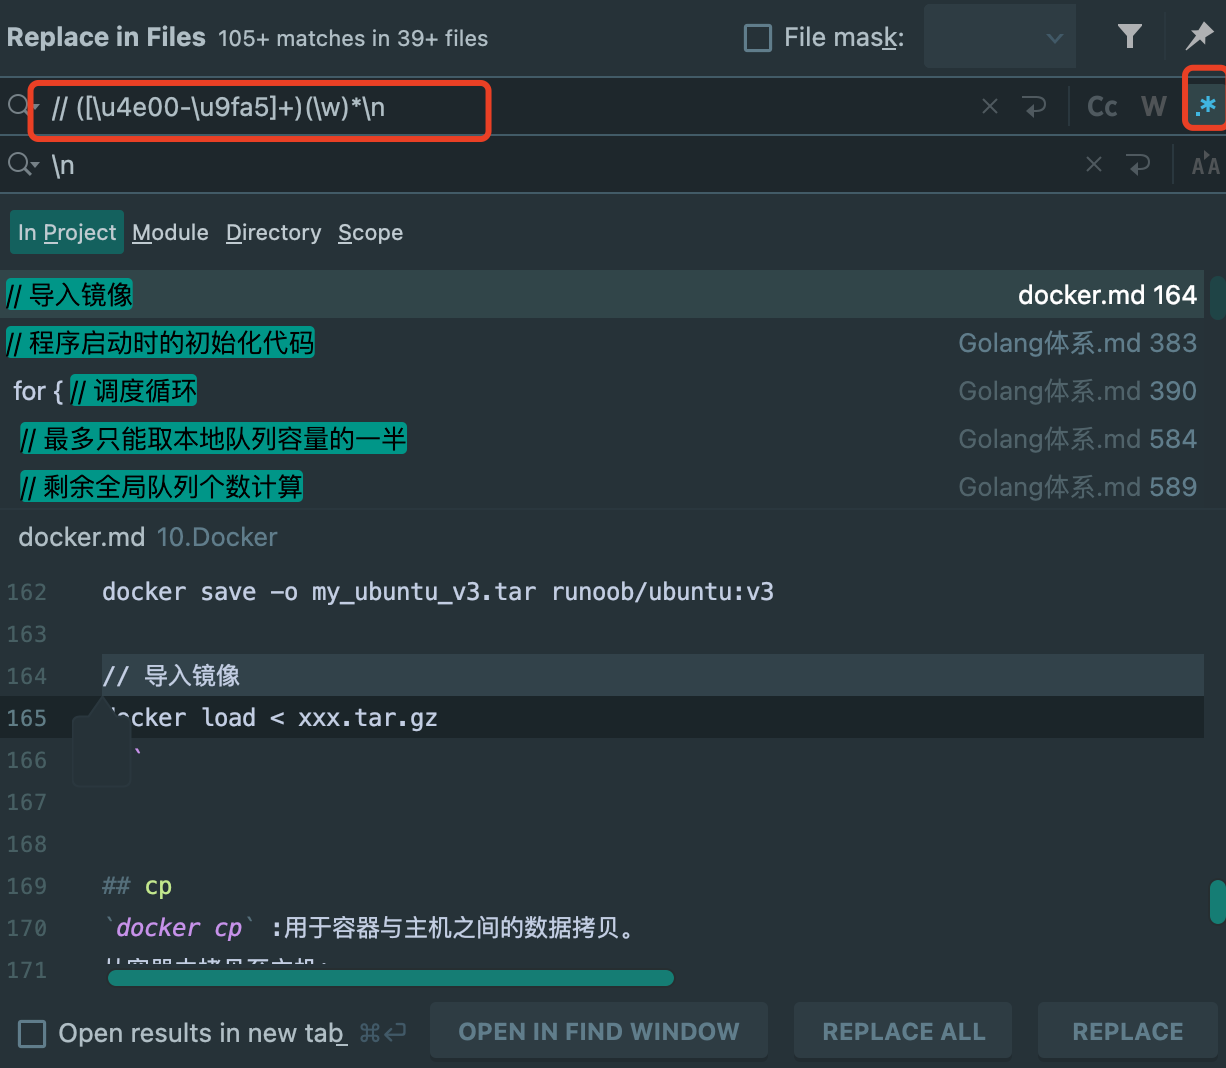 Replace in Files 105+ matches in 39+ files File mask:
// ([\u4e00-\u9fa5]+)(\w)*\n Cc W .*
\n AA
In Project Module Directory Scope
// 导入镜像 docker.md 164
// 程序启动时的初始化代码 Golang体系.md 383
for { // 调度循环 Golang体系.md 390
// 最多只能取本地队列容量的一半 Golang体系.md 584
// 剩余全局队列个数计算 Golang体系.md 589
docker.md 10.Docker
162 docker save -o my_ubuntu_v3.tar runoob/ubuntu:v3
163
164 // 导入镜像
165 ocker load < xxx.tar.gz
166 `
167
168
169 ## cp
170 `docker cp` :用于容器与主机之间的数据拷贝。
171
Open results in new tab ⌘⏎ OPEN IN FIND WINDOW REPLACE ALL REPLACE